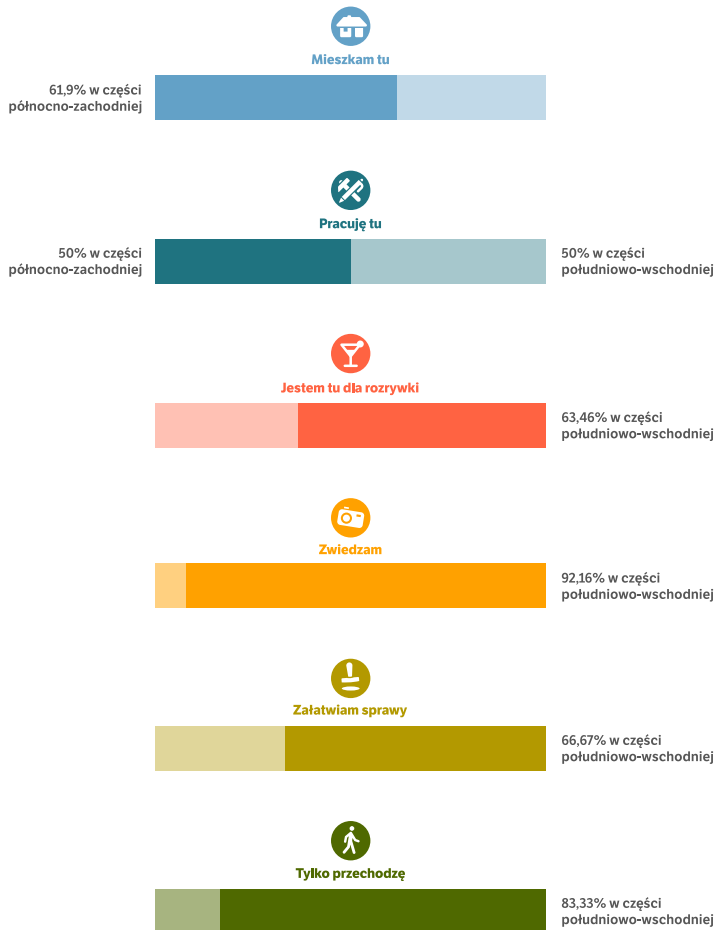 Mieszkam tu
61,9% w części
północno-zachodniej
Pracuję tu
50% w części
północno-zachodniej
50% w części
południowo-wschodniej
Jestem tu dla rozrywki
63,46% w części
południowo-wschodniej
Zwiedzam
92,16% w części
południowo-wschodniej
Załatwiam sprawy
66,67% w części
południowo-wschodniej
Tylko przechodzę
83,33% w części
południowo-wschodniej